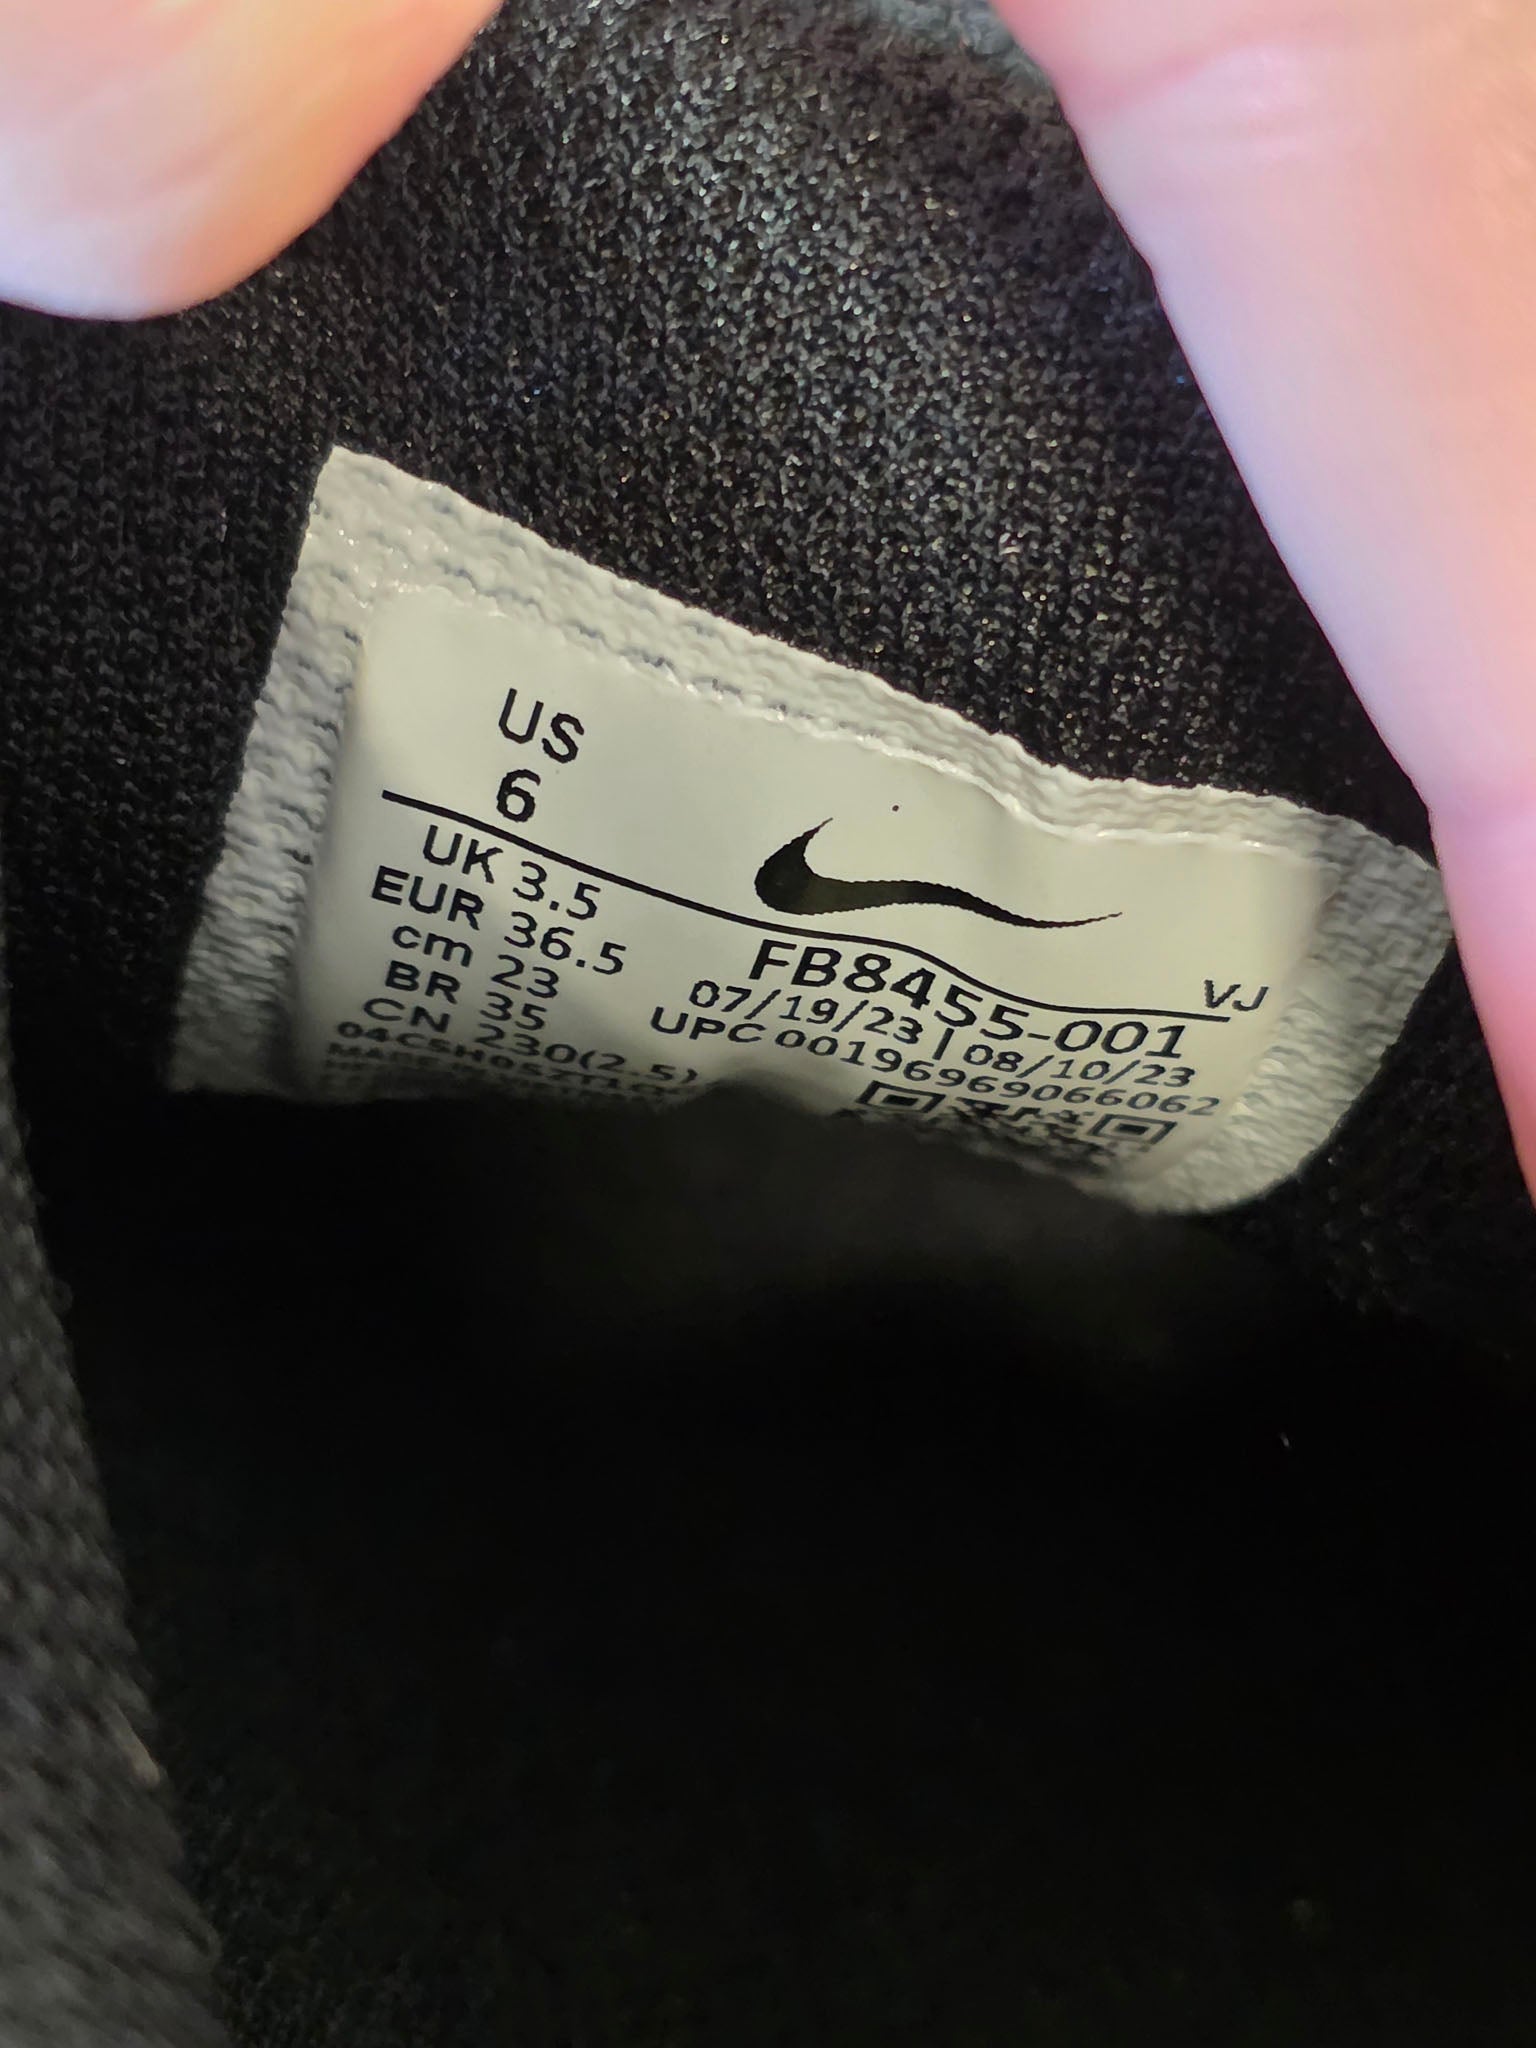 US
6
UK 3.5
EUR 36.5
cm 23
BR 35
CN 230(2.5)
VJ
FB8455-001
07/19/23 | 08/10/23
UPC 00196969066062